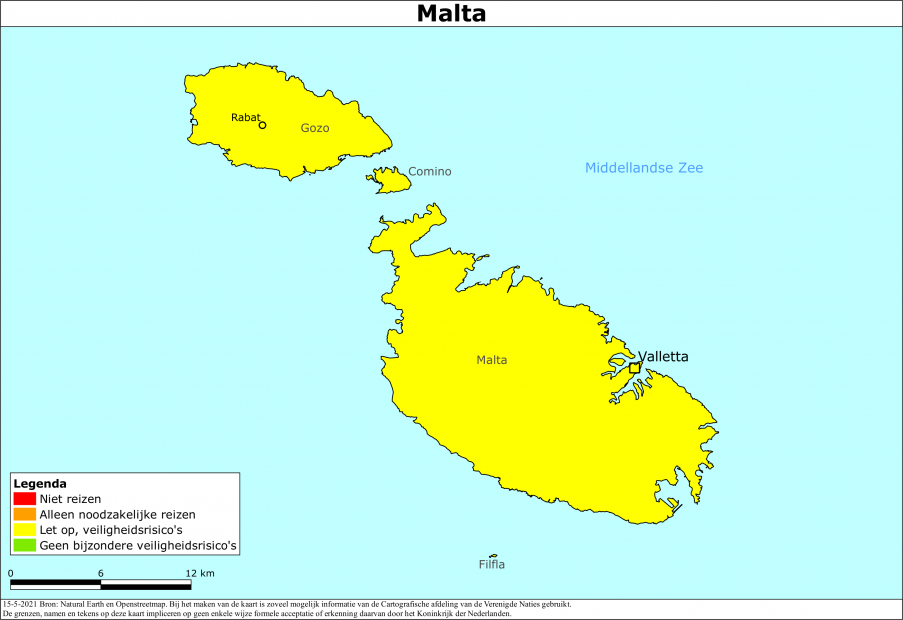 Malta
Rabat
Gozo
Comino
Middellandse Zee
Malta
Valletta
Filfla
Legenda
Niet reizen
Alleen noodzakelijke reizen
Let op, veiligheidsrisico's
Geen bijzondere veiligheidsrisico's
0 6 12 km
15-5-2021 Bron: Natural Earth en Openstreetmap. Bij het maken van de kaart is zoveel mogelijk informatie van de Cartografische afdeling van de Verenigde Naties gebruikt.
De grenzen, namen en tekens op deze kaart impliceren op geen enkele wijze formele acceptatie of erkenning daarvan door het Koninkrijk der Nederlanden.